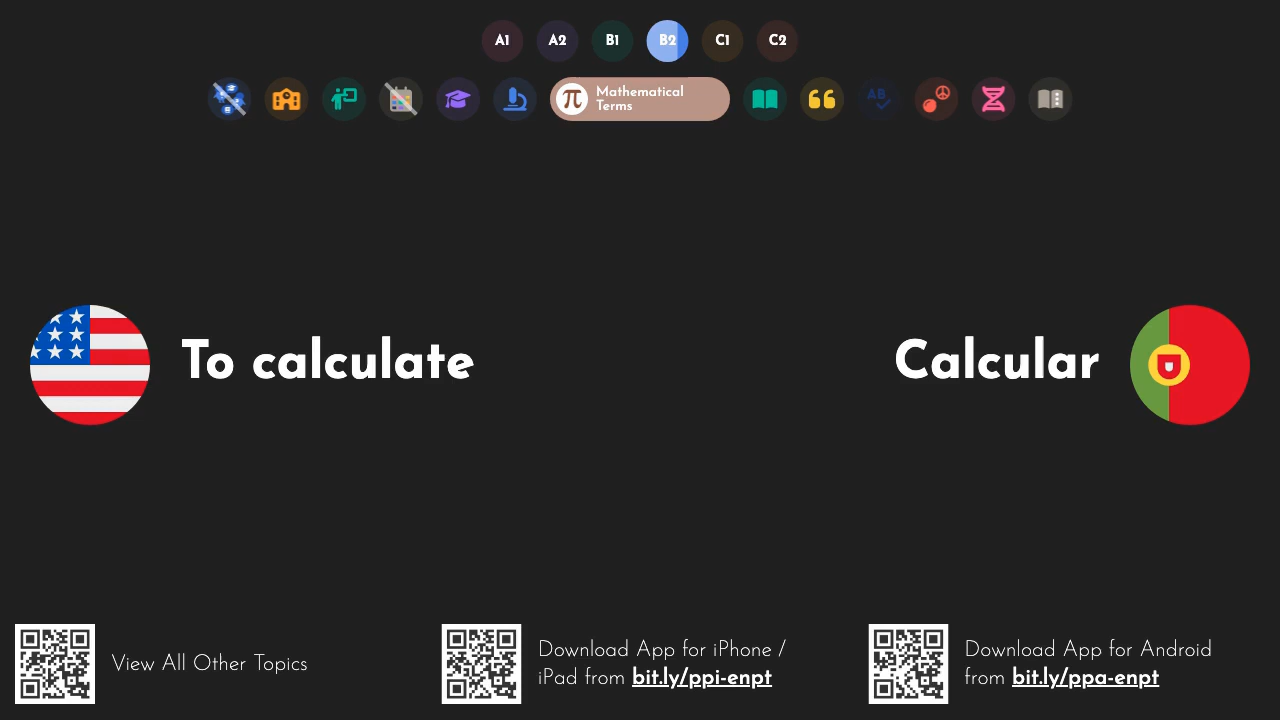 A1 A2 B1 B2 C1 C2
Mathematical
Terms
AB
To calculate
Calcular
View All Other Topics
Download App for iPhone /
iPad from bit.ly/ppi-enpt
Download App for Android
from bit.ly/ppa-enpt